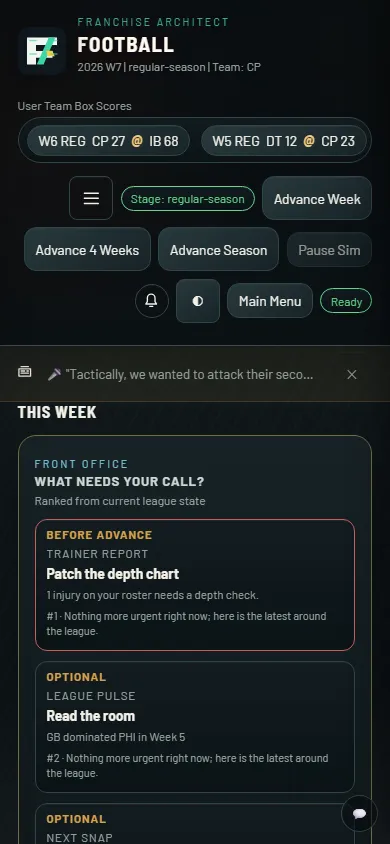 FRANCHISE ARCHITECT
FOOTBALL
2026 W7 | regular-season | Team: CP
User Team Box Scores
W6 REG CP 27 @ IB 68
W5 REG DT 12 @ CP 23
Stage: regular-season
Advance Week
Advance 4 Weeks
Advance Season
Pause Sim
Main Menu
Ready
"Tactically, we wanted to attack their seco...
THIS WEEK
FRONT OFFICE
WHAT NEEDS YOUR CALL?
Ranked from current league state
BEFORE ADVANCE
TRAINER REPORT
Patch the depth chart
1 injury on your roster needs a depth check.
#1 · Nothing more urgent right now; here is the latest around
the league.
OPTIONAL
LEAGUE PULSE
Read the room
GB dominated PHI in Week 5
#2 · Nothing more urgent right now; here is the latest around
the league.
OPTIONAL
NEXT SNAP